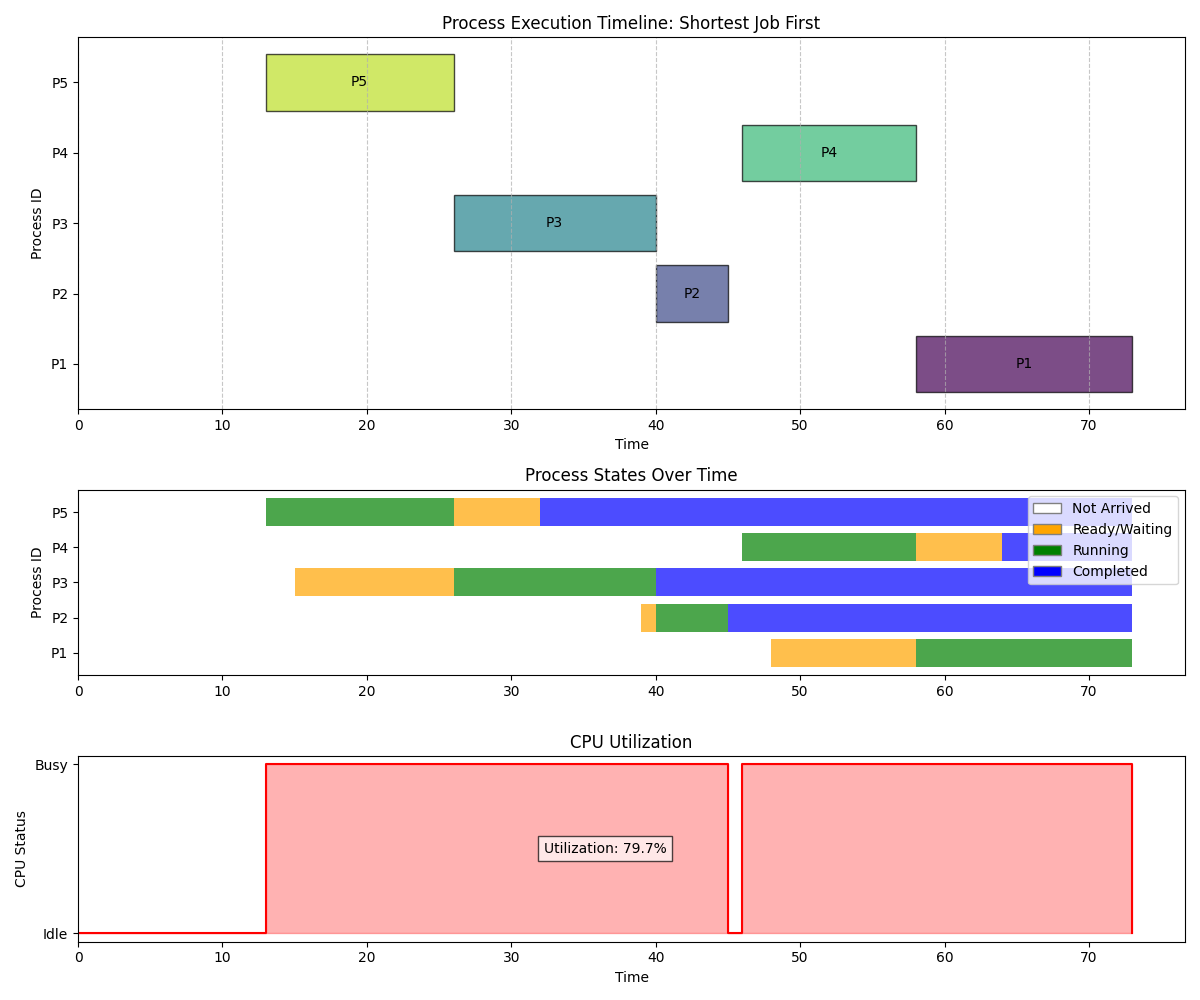 Process Execution Timeline: Shortest Job First
Process ID
P5
P4
P3
P2
P1
P5
P4
P3
P2
P1
0 10 20 30 40 50 60 70
Time
Process States Over Time
Process ID
P5
P4
P3
P2
P1
Not Arrived
Ready/Waiting
Running
Completed
0 10 20 30 40 50 60 70
CPU Utilization
CPU Status
Busy
Idle
Utilization: 79.7%
0 10 20 30 40 50 60 70
Time